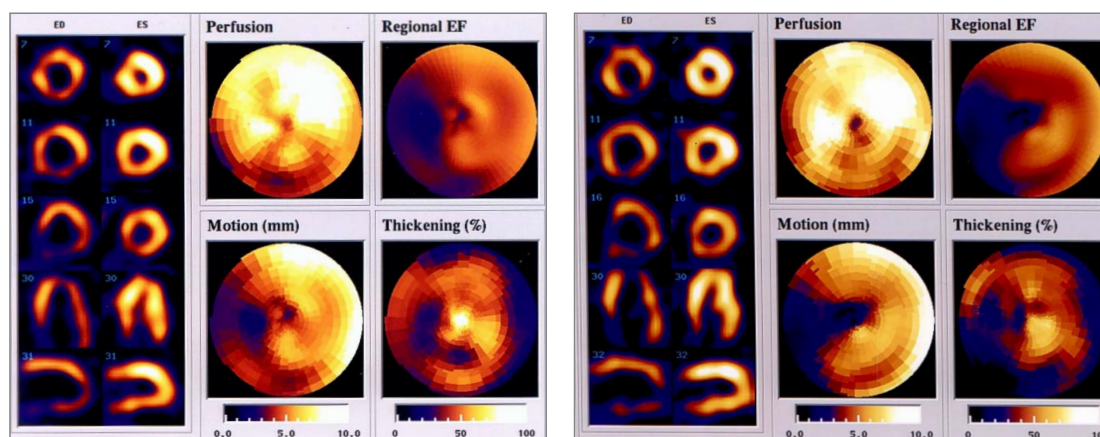 ED ES
Perfusion Regional EF
7 7
11 11
15 15
30 30
31 31
Motion (mm) Thickening (%)
0.0 5.0 10.0
0 50 100
ED ES
Perfusion Regional EF
7 7
11 11
16 16
30 30
32 32
Motion (mm) Thickening (%)
0.0 5.0 10.0
0 50 100